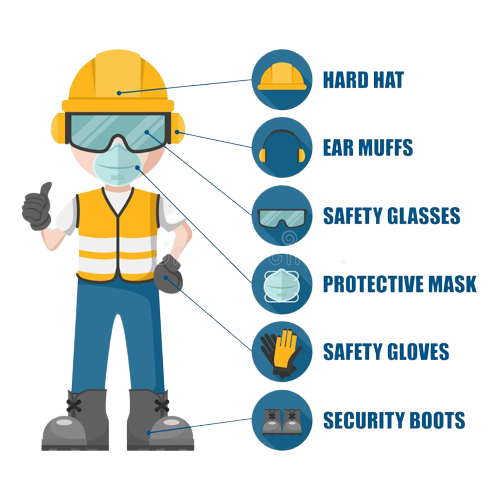 HARD HAT
EAR MUFFS
SAFETY GLASSES
PROTECTIVE MASK
SAFETY GLOVES
SECURITY BOOTS